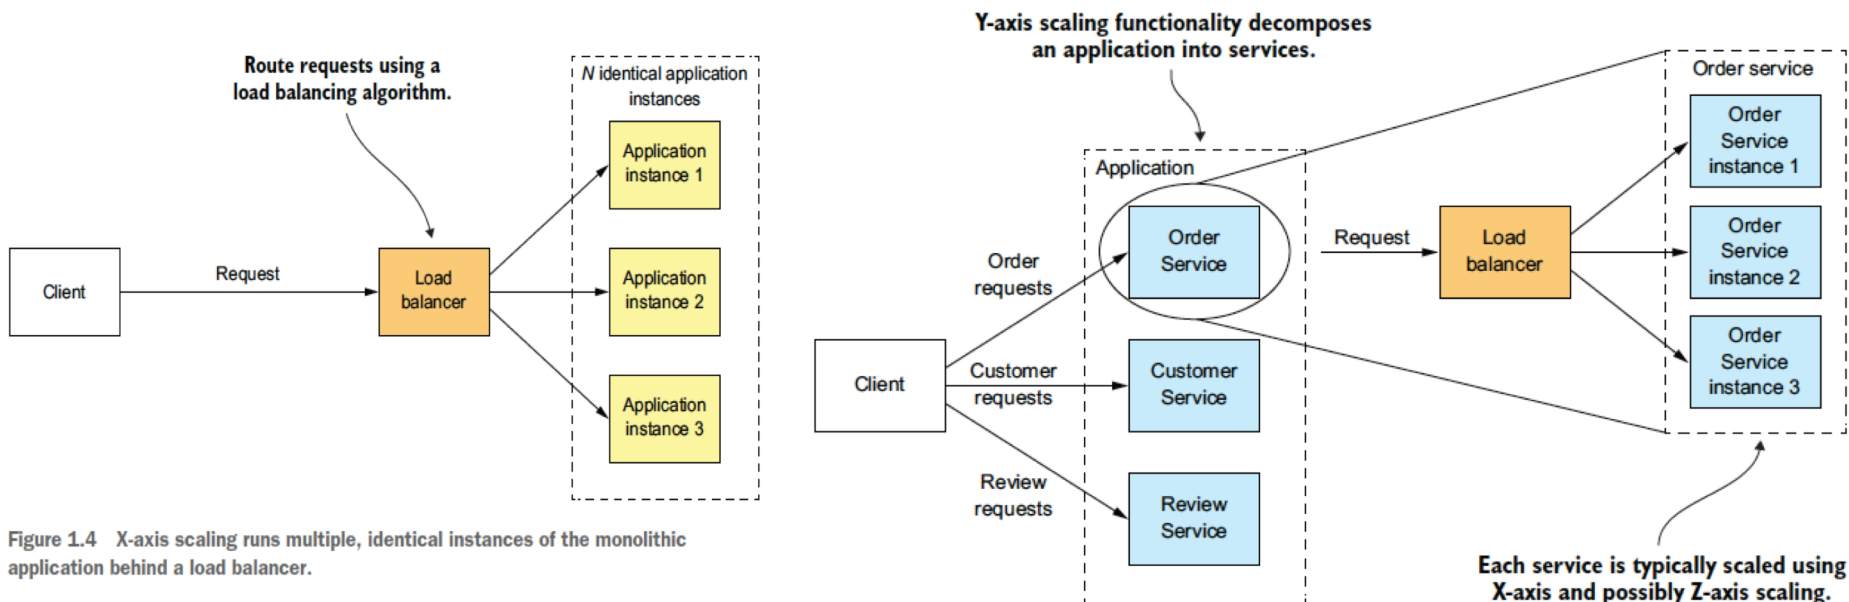 Route requests using a
load balancing algorithm.
N identical application
instances
Application
instance 1
Client
Request
Load
balancer
Application
instance 2
Application
instance 3
Figure 1.4 X-axis scaling runs multiple, identical instances of the monolithic
application behind a load balancer.
Y-axis scaling functionality decomposes
an application into services.
Application
Order
Service
Order
requests
Client
Customer
requests
Customer
Service
Review
requests
Review
Service
Request
Load
balancer
Order service
Order
Service
instance 1
Order
Service
instance 2
Order
Service
instance 3
Each service is typically scaled using
X-axis and possibly Z-axis scaling.